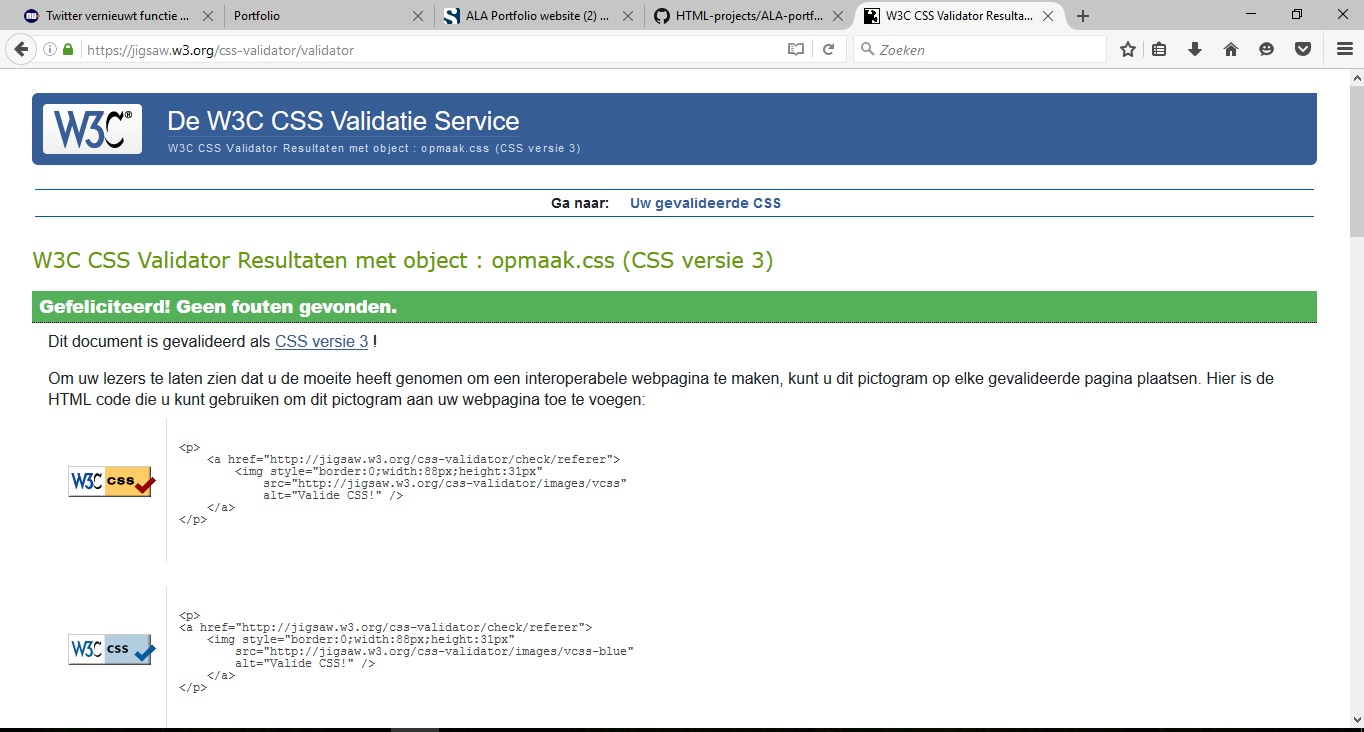 Twitter vernieuwt functie ...
Portfolio
ALA Portfolio website (2) ...
HTML-projects/ALA-portf...
W3C CSS Validator Resulta...
https://jigsaw.w3.org/css-validator/validator
Zoeken
W3C®
De W3C CSS Validatie Service
W3C CSS Validator Resultaten met object : opmaak.css (CSS versie 3)
Ga naar: Uw gevalideerde CSS
W3C CSS Validator Resultaten met object : opmaak.css (CSS versie 3)
Gefeliciteerd! Geen fouten gevonden.
Dit document is gevalideerd als CSS versie 3 !
Om uw lezers te laten zien dat u de moeite heeft genomen om een interoperabele webpagina te maken, kunt u dit pictogram op elke gevalideerde pagina plaatsen. Hier is de
HTML code die u kunt gebruiken om dit pictogram aan uw webpagina toe te voegen:
W3C CSS
<p>
    <a href="http://jigsaw.w3.org/css-validator/check/referer">
        <img style="border:0;width:88px;height:31px"
            src="http://jigsaw.w3.org/css-validator/images/vcss"
            alt="Valide CSS!" />
    </a>
</p>
W3C CSS
<p>
<a href="http://jigsaw.w3.org/css-validator/check/referer">
    <img style="border:0;width:88px;height:31px"
        src="http://jigsaw.w3.org/css-validator/images/vcss-blue"
        alt="Valide CSS!" />
    </a>
</p>